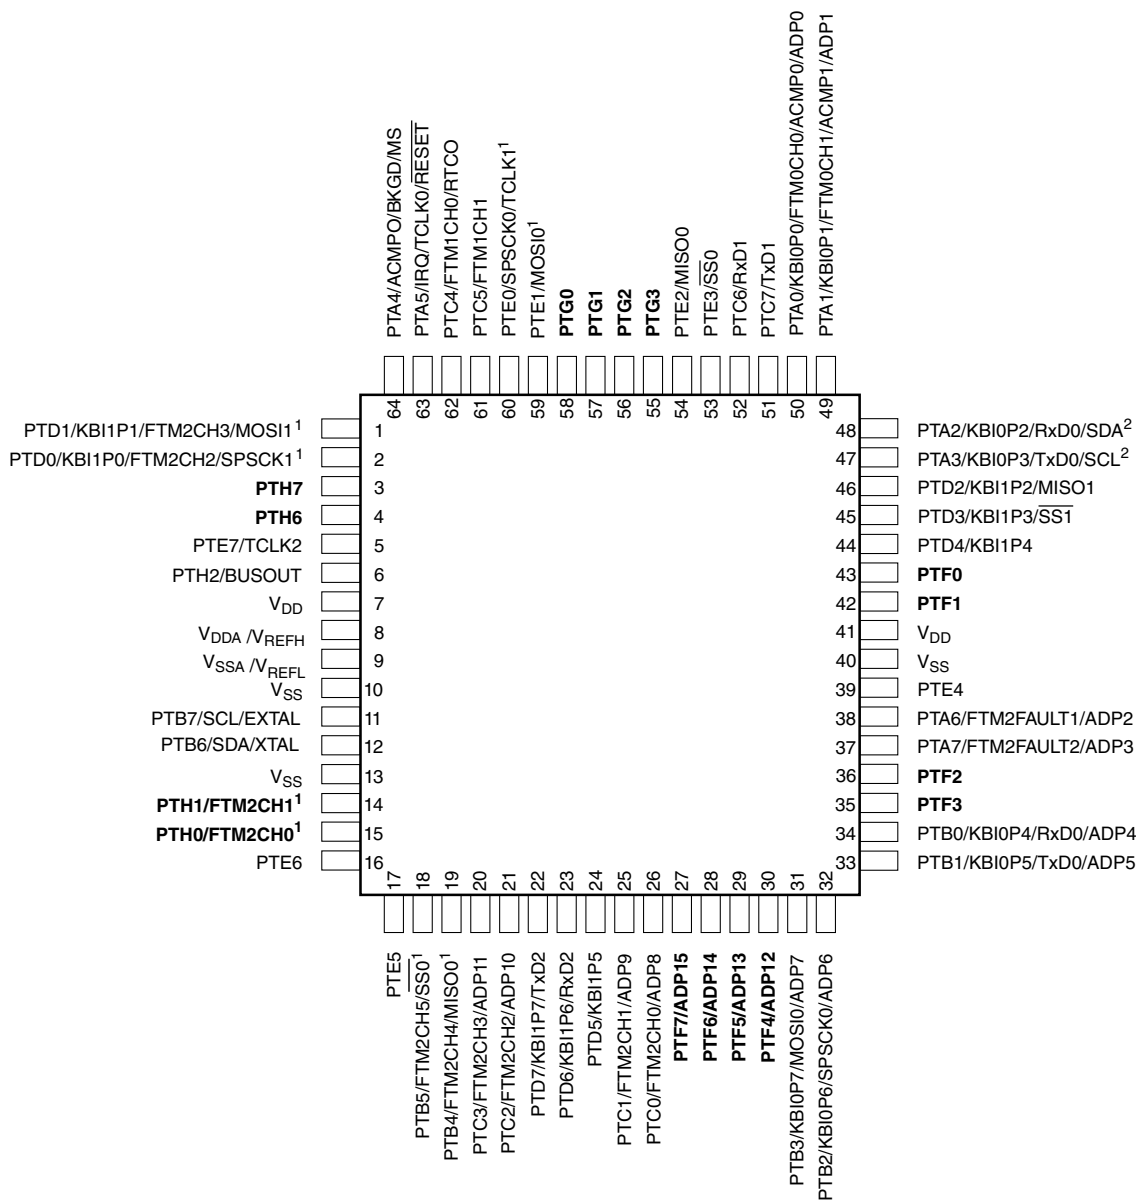 PTA4/ACMPO/BKGD/MS
PTA5/IRQ/TCLK0/RESET
PTC4/FTM1CH0/RTCO
PTC5/FTM1CH1
PTE0/SPSCK0/TCLK1¹
PTE1/MOSI0¹
PTG0
PTG1
PTG2
PTG3
PTE2/MISO0
PTE3/SS0
PTC6/RxD1
PTC7/TxD1
PTA0/KBI0P0/FTM0CH0/ACMP0/ADP0
PTA1/KBI0P1/FTM0CH1/ACMP1/ADP1
64 63 62 61 60 59 58 57 56 55 54 53 52 51 50 49
PTD1/KBI1P1/FTM2CH3/MOSI1¹ 1
PTD0/KBI1P0/FTM2CH2/SPSCK1¹ 2
PTH7 3
PTH6 4
PTE7/TCLK2 5
PTH2/BUSOUT 6
VDD 7
VDDA /VREFH 8
VSSA /VREFL 9
VSS 10
PTB7/SCL/EXTAL 11
PTB6/SDA/XTAL 12
VSS 13
PTH1/FTM2CH1¹ 14
PTH0/FTM2CH0¹ 15
PTE6 16
48 PTA2/KBI0P2/RxD0/SDA²
47 PTA3/KBI0P3/TxD0/SCL²
46 PTD2/KBI1P2/MISO1
45 PTD3/KBI1P3/SS1
44 PTD4/KBI1P4
43 PTF0
42 PTF1
41 VDD
40 VSS
39 PTE4
38 PTA6/FTM2FAULT1/ADP2
37 PTA7/FTM2FAULT2/ADP3
36 PTF2
35 PTF3
34 PTB0/KBI0P4/RxD0/ADP4
33 PTB1/KBI0P5/TxD0/ADP5
17 18 19 20 21 22 23 24 25 26 27 28 29 30 31 32
PTE5
PTB5/FTM2CH5/SS0¹
PTB4/FTM2CH4/MISO0¹
PTC3/FTM2CH3/ADP11
PTC2/FTM2CH2/ADP10
PTD7/KBI1P7/TxD2
PTD6/KBI1P6/RxD2
PTD5/KBI1P5
PTC1/FTM2CH1/ADP9
PTC0/FTM2CH0/ADP8
PTF7/ADP15
PTF6/ADP14
PTF5/ADP13
PTF4/ADP12
PTB3/KBI0P7/MOSI0/ADP7
PTB2/KBI0P6/SPSCK0/ADP6